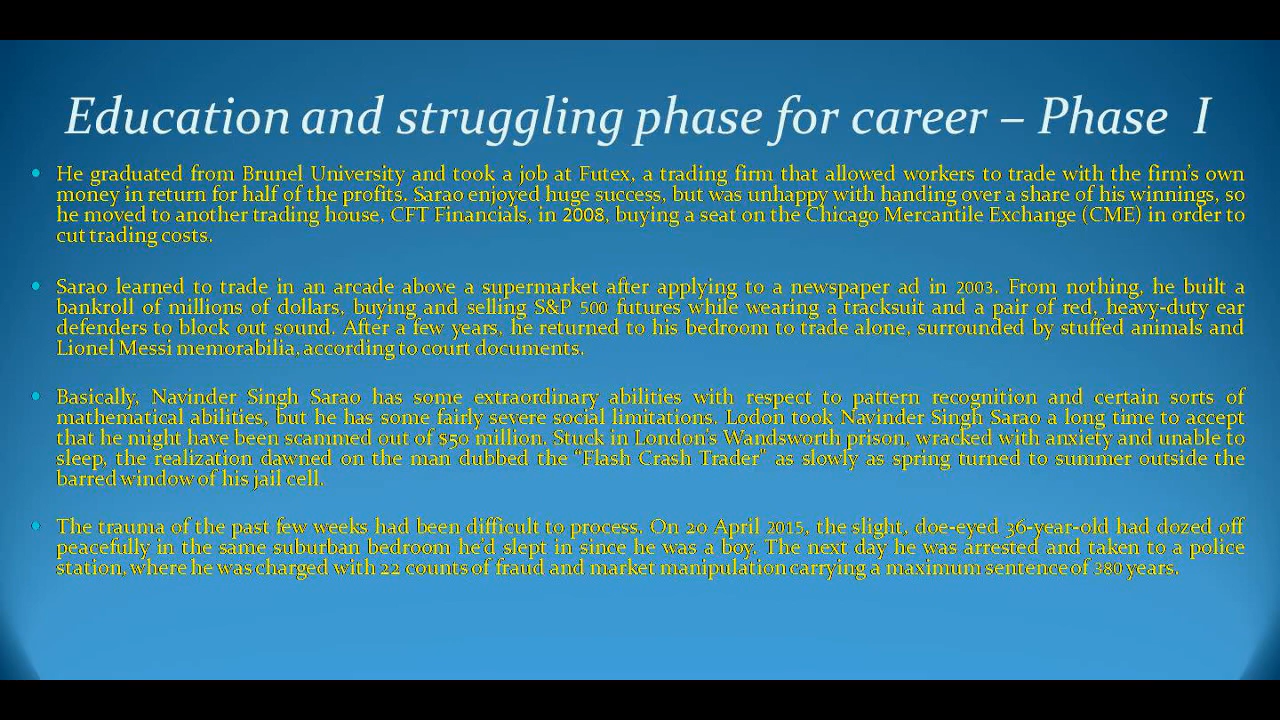 Education and struggling phase for career – Phase I
• He graduated from Brunel University and took a job at Futex, a trading firm that allowed workers to trade with the firm's own
money in return for half of the profits. Sarao enjoyed huge success, but was unhappy with handing over a share of his winnings, so
he moved to another trading house, CFT Financials, in 2008, buying a seat on the Chicago Mercantile Exchange (CME) in order to
cut trading costs.
• Sarao learned to trade in an arcade above a supermarket after applying to a newspaper ad in 2003. From nothing, he built a
bankroll of millions of dollars, buying and selling S&P 500 futures while wearing a tracksuit and a pair of red, heavy-duty ear
defenders to block out sound. After a few years, he returned to his bedroom to trade alone, surrounded by stuffed animals and
Lionel Messi memorabilia, according to court documents.
• Basically, Navinder Singh Sarao has some extraordinary abilities with respect to pattern recognition and certain sorts of
mathematical abilities, but he has some fairly severe social limitations. Lodon took Navinder Singh Sarao a long time to accept
that he might have been scammed out of $50 million. Stuck in London's Wandsworth prison, wracked with anxiety and unable to
sleep, the realization dawned on the man dubbed the “Flash Crash Trader” as slowly as spring turned to summer outside the
barred window of his jail cell.
• The trauma of the past few weeks had been difficult to process. On 20 April 2015, the slight, doe-eyed 36-year-old had dozed off
peacefully in the same suburban bedroom he'd slept in since he was a boy. The next day he was arrested and taken to a police
station, where he was charged with 22 counts of fraud and market manipulation carrying a maximum sentence of 380 years.